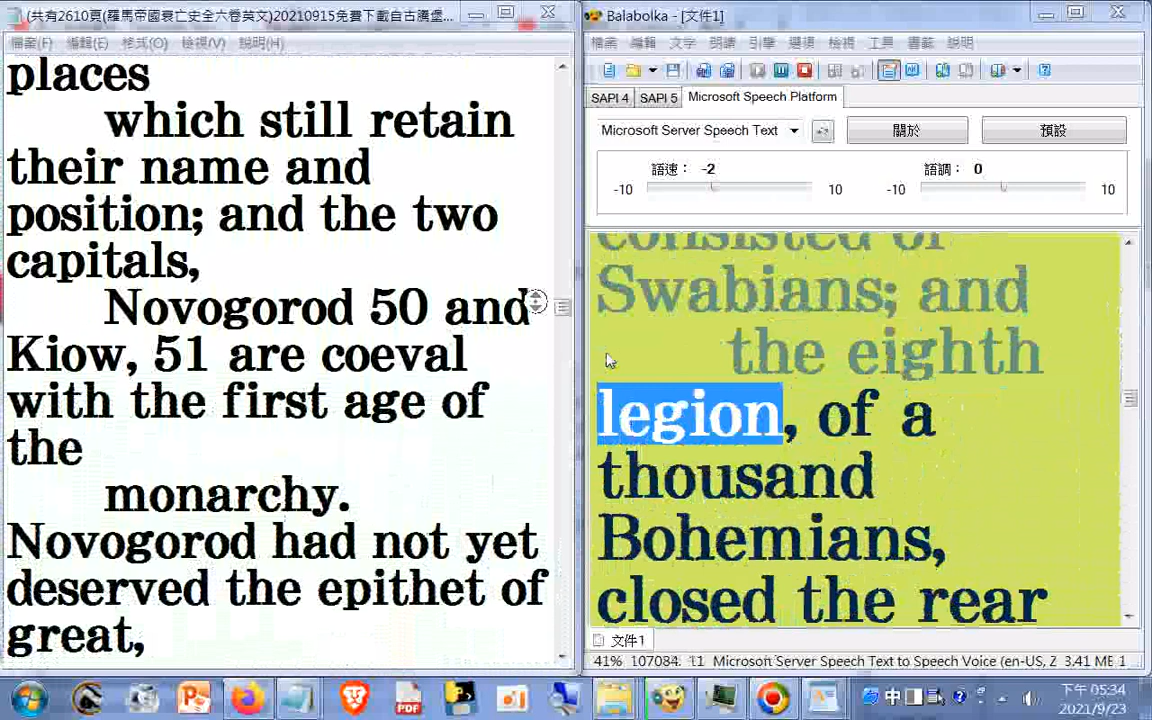 (共有2610頁(羅馬帝國衰亡史全六卷英文)20210915免費下載自古騰堡...
檔案(F) 編輯(E) 格式(O) 檢視(V) 說明(H)
places
which still retain
their name and
position; and the two
capitals,
Novogorod 50 and
Kiow, 51 are coeval
with the first age of
the
monarchy.
Novogorod had not yet
deserved the epithet of
great,
Balabolka - [文件1]
檔案 編輯 文字 朗讀 引擎 選項 檢視 工具 書籤 說明
SAPI 4 SAPI 5 Microsoft Speech Platform
Microsoft Server Speech Text 關於 預設
語速： -2 語調： 0
-10 10 -10 10
consisted of
Swabians; and
the eighth
legion, of a
thousand
Bohemians,
closed the rear
文件1
41% 107084: 11 Microsoft Server Speech Text to Speech Voice (en-US, Z 3.41 MB 1
中
下午 05:34
2021/9/23